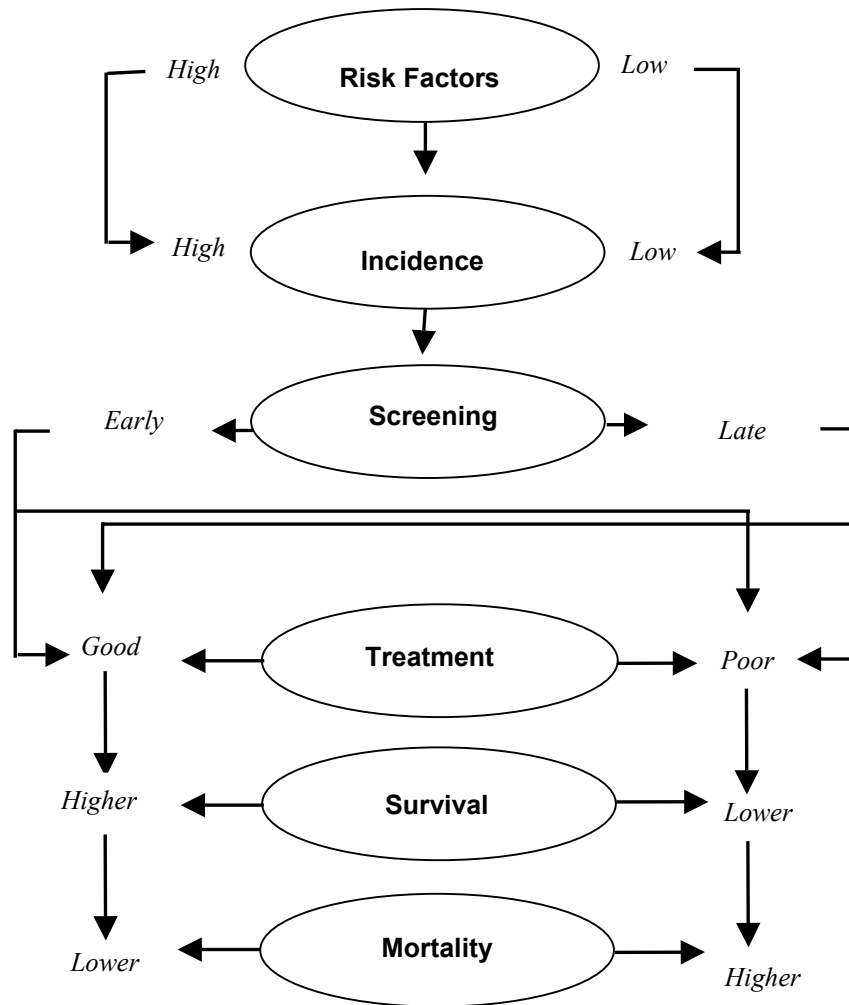 High Risk Factors Low
High Incidence Low
Early Screening Late
Good Treatment Poor
Higher Survival Lower
Lower Mortality Higher